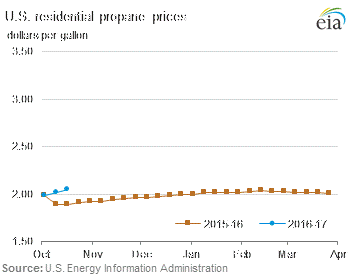 U.S. residential propane prices
dollars per gallon
eia
3.50
3.00
2.50
2.00
1.50
Oct Nov Dec Jan Feb Mar Apr
2015-16 2016-17
Source: U.S. Energy Information Administration